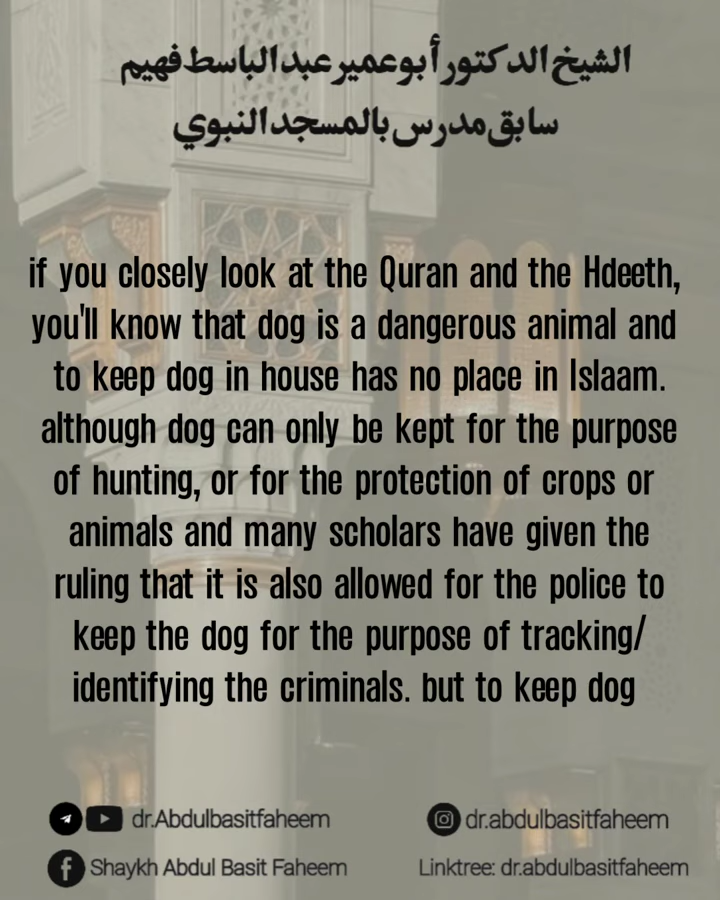 الشيخ الدكتور أبو عمير عبدالباسط فهيم
سابق مدرس بالمسجد النبوي
if you closely look at the Quran and the Hdeeth,
you'll know that dog is a dangerous animal and
to keep dog in house has no place in Islaam.
although dog can only be kept for the purpose
of hunting, or for the protection of crops or
animals and many scholars have given the
ruling that it is also allowed for the police to
keep the dog for the purpose of tracking/
identifying the criminals. but to keep dog
dr.Abdulbasitfaheem
dr.abdulbasitfaheem
Shaykh Abdul Basit Faheem
Linktree: dr.abdulbasitfaheem